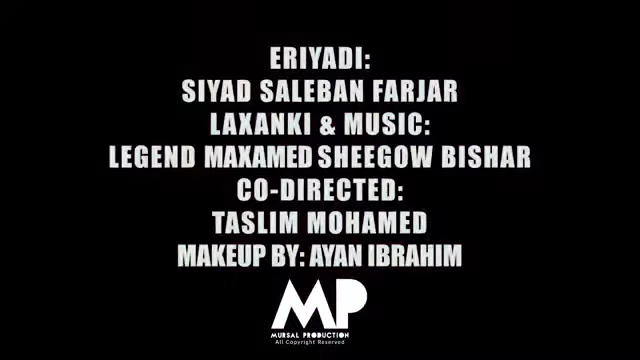 ERIYADI:
SIYAD SALEBAN FARJAR
LAXANKI & MUSIC:
LEGEND MAXAMED SHEEGOW BISHAR
CO-DIRECTED:
TASLIM MOHAMED
MAKEUP BY: AYAN IBRAHIM
MP
MURSAL PRODUCTION
All Copyright Reserved